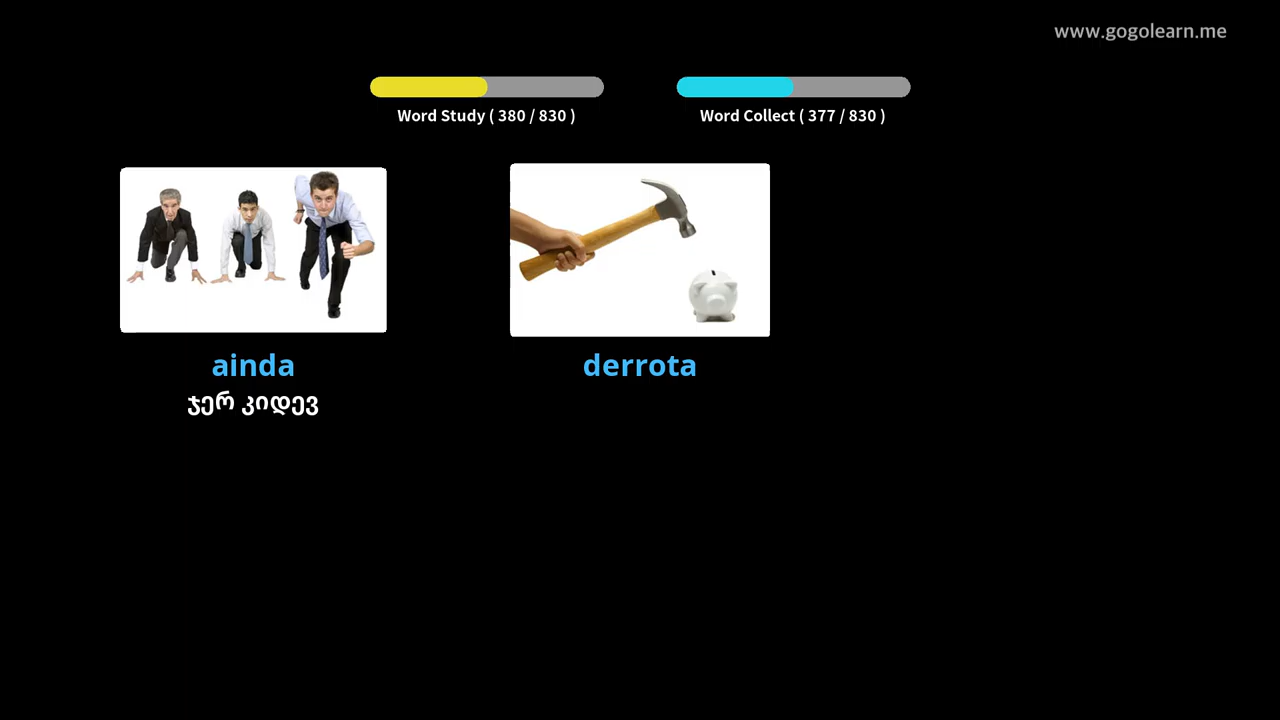 www.gogolearn.me
Word Study ( 380 / 830 )
Word Collect ( 377 / 830 )
ainda
ჯერ კიდევ
derrota